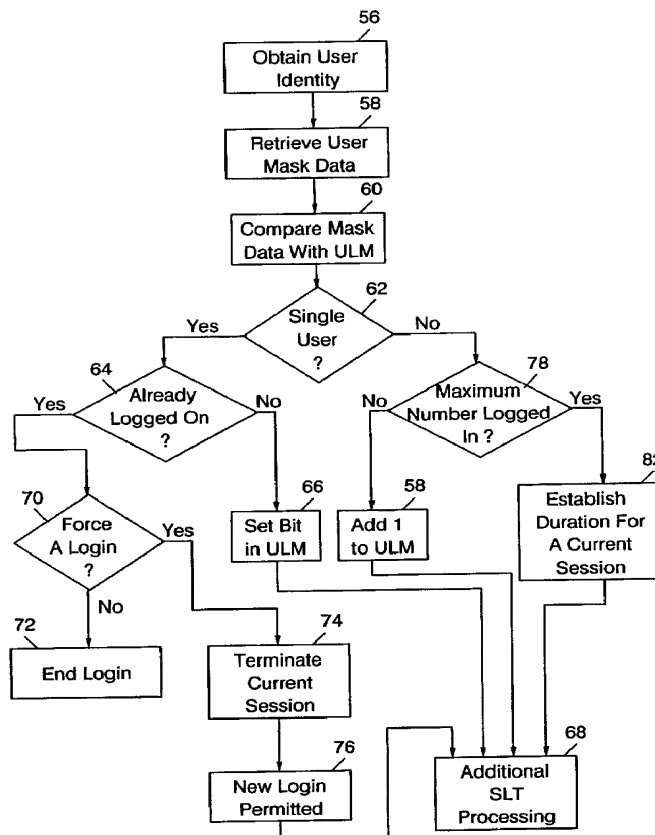 56
Obtain User
Identity
58
Retrieve User
Mask Data
60
Compare Mask
Data With ULM
62
Single
User
?
Yes
No
64
Already
Logged On
?
Yes
No
78
Maximum
Number Logged
In ?
No
Yes
70
Force
A Login
?
Yes
No
66
Set Bit
in ULM
58
Add 1
to ULM
82
Establish
Duration For
A Current
Session
72
End Login
74
Terminate
Current
Session
76
New Login
Permitted
68
Additional
SLT
Processing